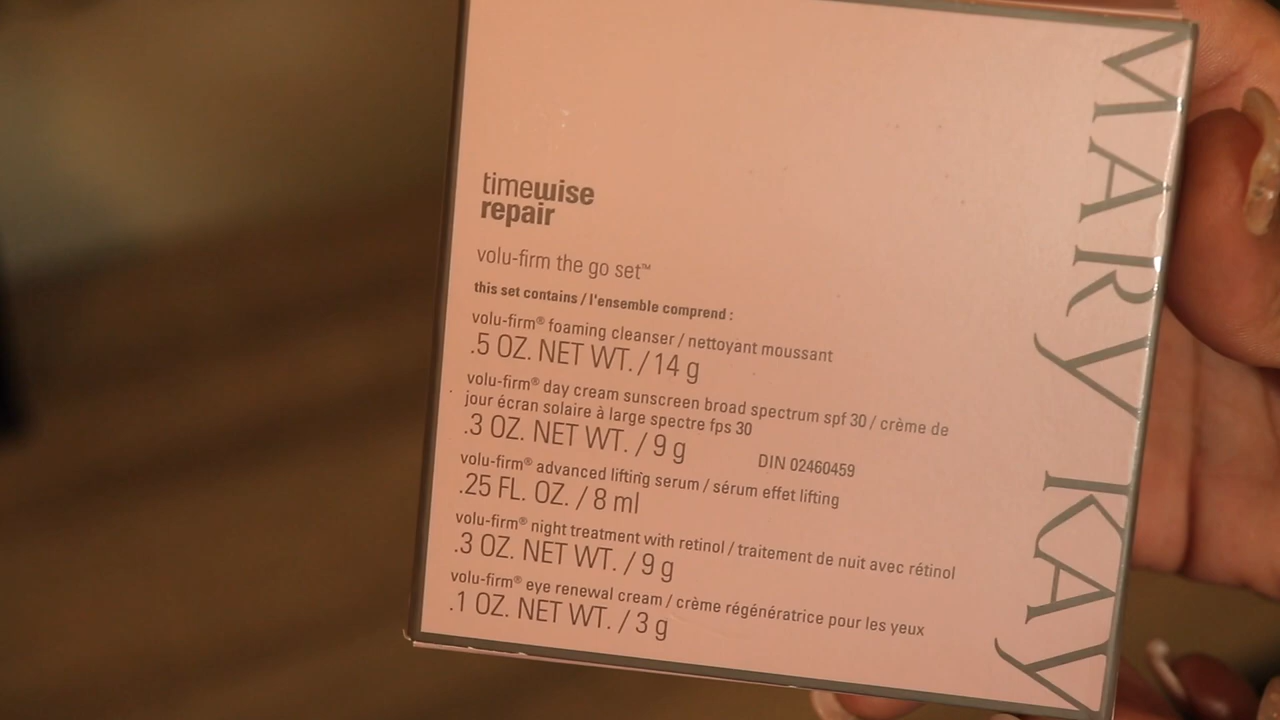 timewise
repair
volu-firm the go set™
this set contains / l'ensemble comprend :
volu-firm® foaming cleanser / nettoyant moussant
.5 OZ. NET WT. / 14 g
volu-firm® day cream sunscreen broad spectrum spf 30 / crème de
jour écran solaire à large spectre fps 30
.3 OZ. NET WT. / 9 g
DIN 02460459
volu-firm® advanced lifting serum / sérum effet lifting
.25 FL. OZ. / 8 ml
volu-firm® night treatment with retinol / traitement de nuit avec rétinol
.3 OZ. NET WT. / 9 g
volu-firm® eye renewal cream / crème régénératrice pour les yeux
.1 OZ. NET WT. / 3 g
MARY KAY